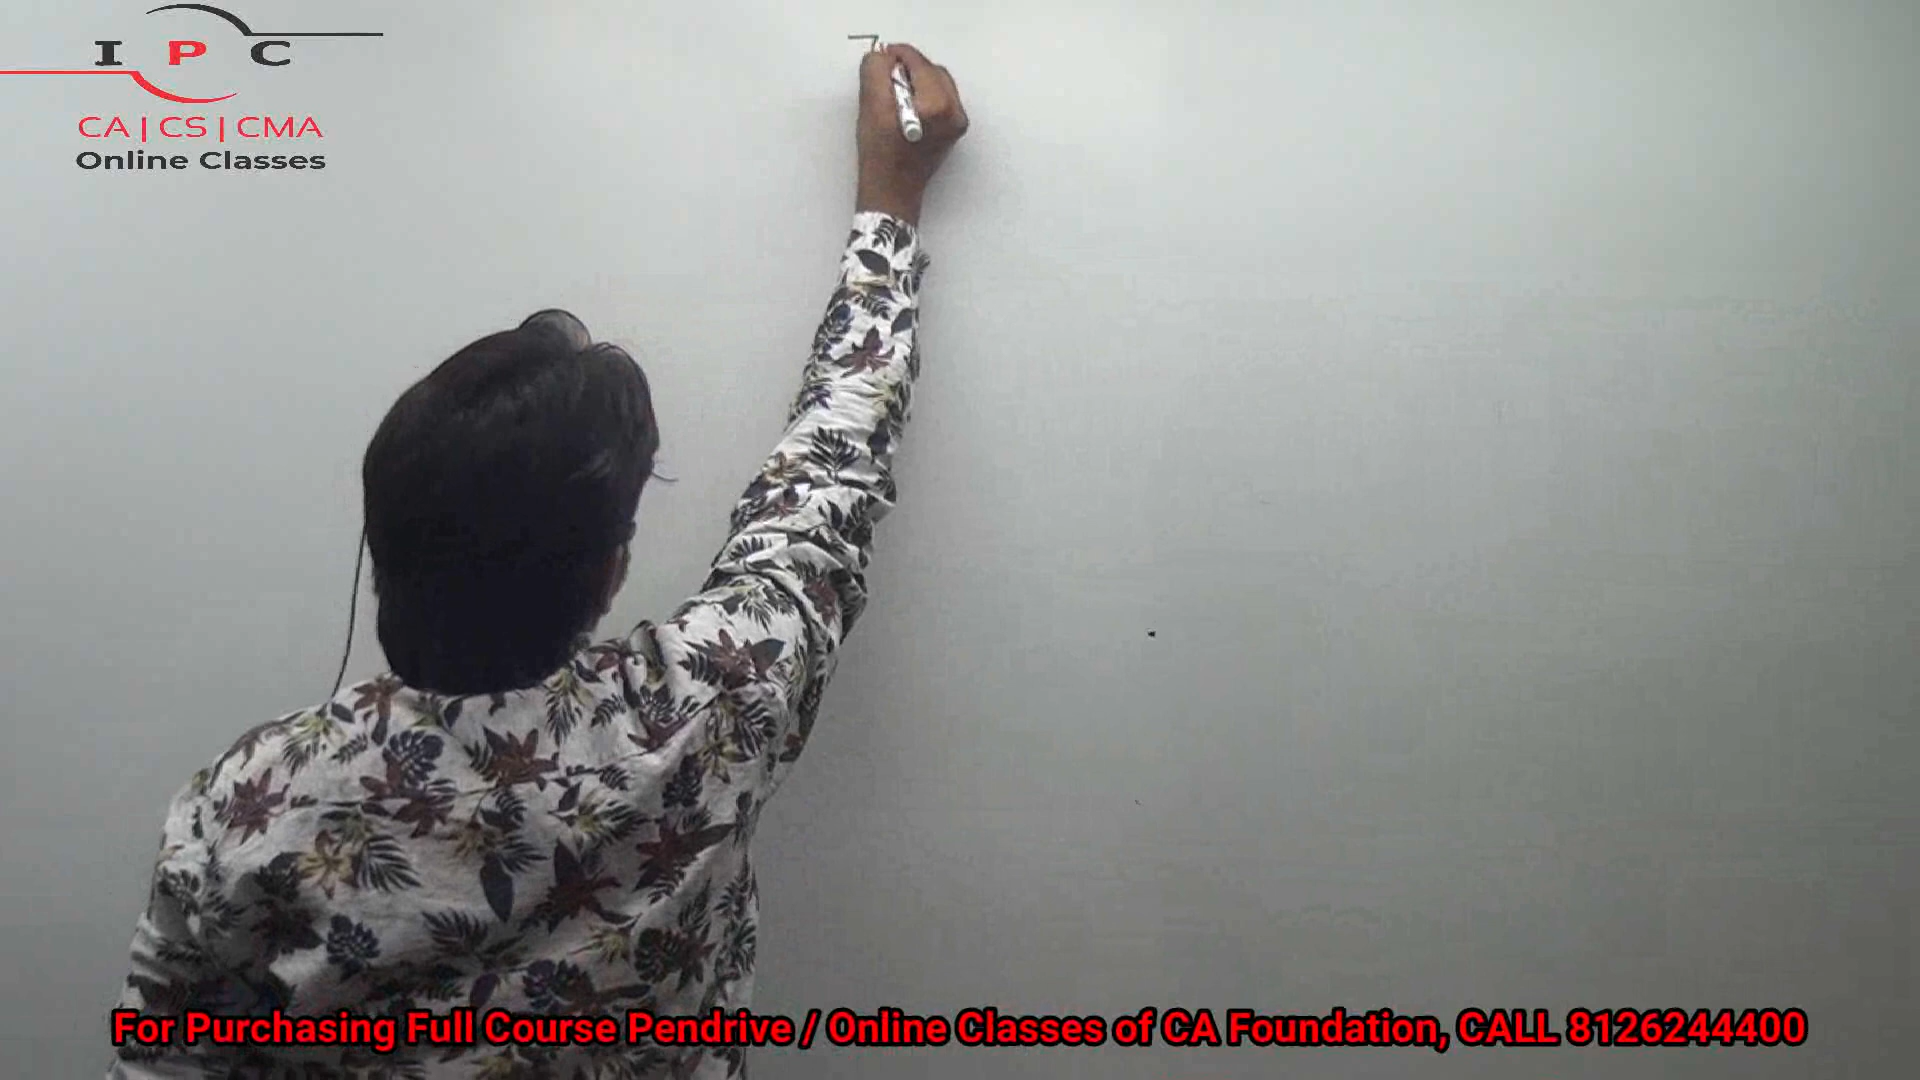 I P C
CA | CS | CMA
Online Classes
For Purchasing Full Course Pendrive / Online Classes of CA Foundation, CALL 8126244400